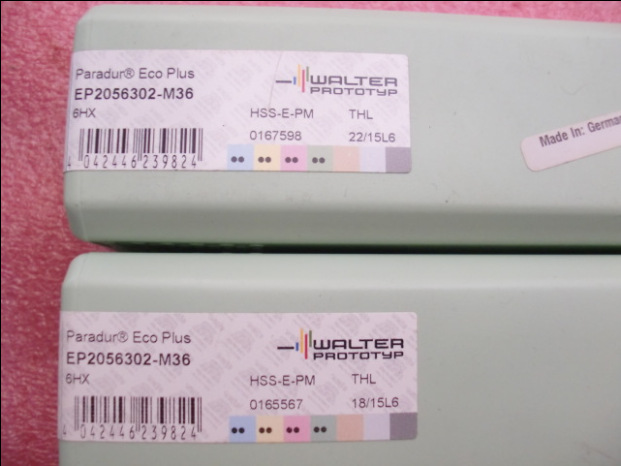 Paradur® Eco Plus
WALTER
PROTOTYP
EP2056302-M36
6HX
HSS-E-PM THL
0167598 22/15L6
4 042446 239824
Made In: Germa
Paradur® Eco Plus
WALTER
PROTOTYP
EP2056302-M36
6HX
HSS-E-PM THL
0165567 18/15L6
4 042446 239824